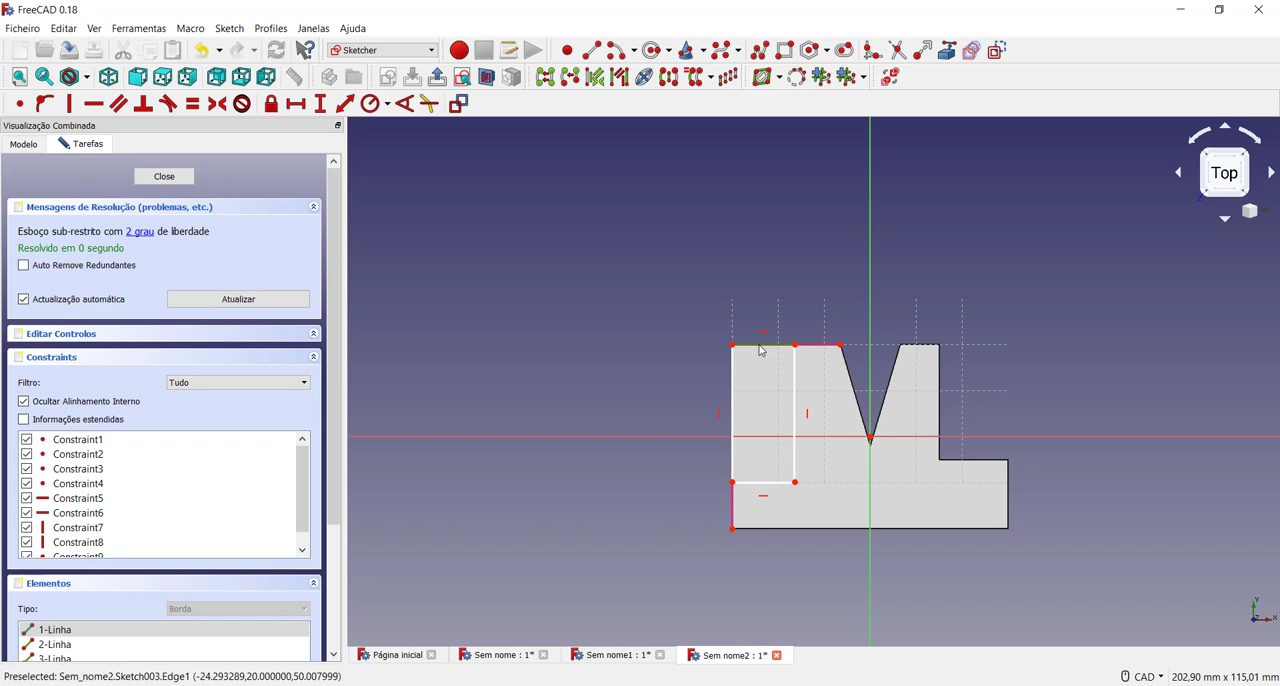 FreeCAD 0.18
Ficheiro Editar Ver Ferramentas Macro Sketch Profiles Janelas Ajuda
Sketcher
Visualização Combinada
Modelo Tarefas
Close
Mensagens de Resolução (problemas, etc.)
Esboço sub-restrito com 2 grau de liberdade
Resolvido em 0 segundo
Auto Remove Redundantes
Actualização automática Atualizar
Editar Controlos
Constraints
Filtro: Tudo
Ocultar Alinhamento Interno
Informações estendidas
Constraint1
Constraint2
Constraint3
Constraint4
Constraint5
Constraint6
Constraint7
Constraint8
Constraint9
Elementos
Tipo: Borda
1-Linha
2-Linha
3-Linha
Top
Y
Z X
Página inicial Sem nome : 1* Sem nome1 : 1* Sem nome2 : 1*
Preselected: Sem_nome2.Sketch003.Edge1 (-24.293289,20.000000,50.007999) CAD 202,90 mm x 115,01 mm